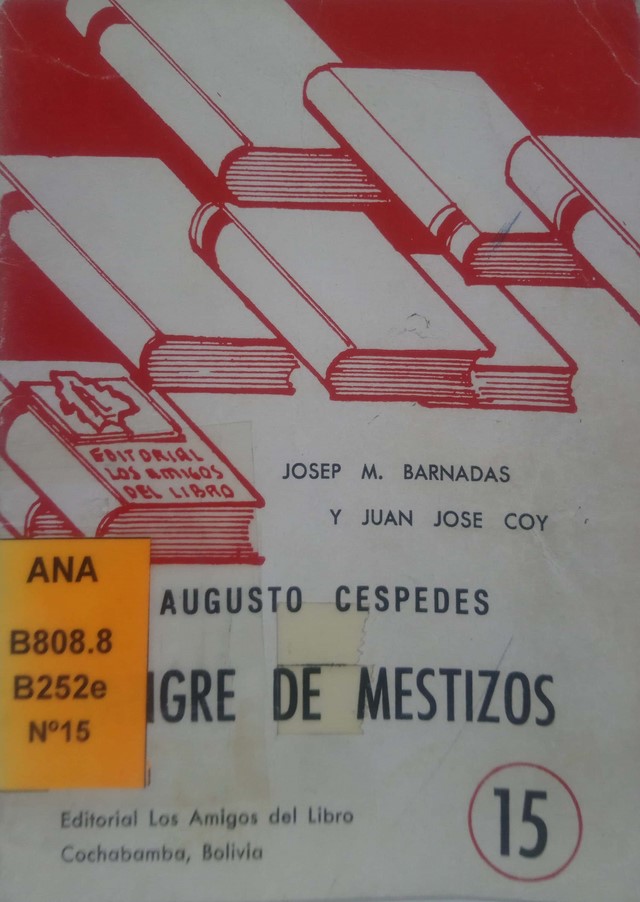 EDITORIAL
LOS AMIGOS
DEL LIBRO
JOSEP M. BARNADAS
Y JUAN JOSE COY
ANA
B808.8
B252e
Nº15
AUGUSTO CESPEDES
IGRE DE MESTIZOS
Editorial Los Amigos del Libro
Cochabamba, Bolivia
15